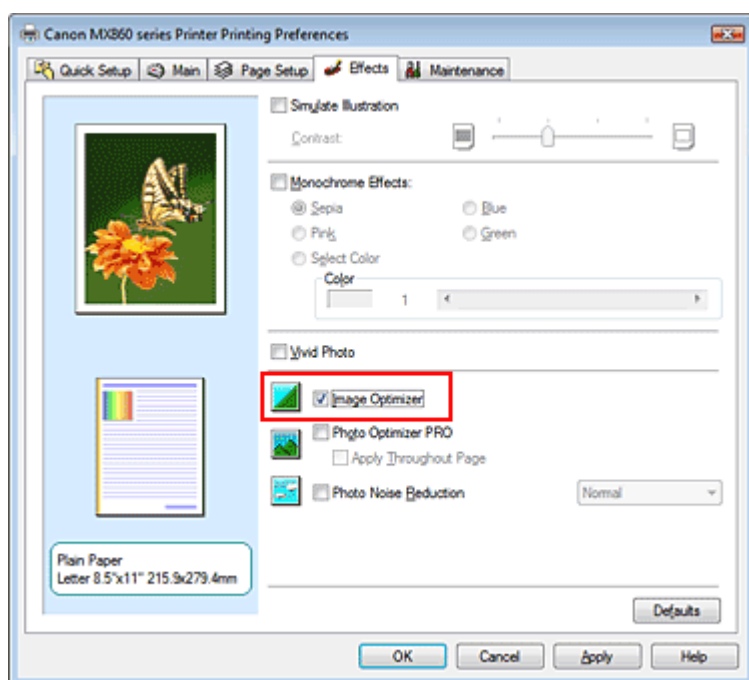 Canon MX860 series Printer Printing Preferences
Quick Setup Main Page Setup Effects Maintenance
Simulate Illustration
Contrast:
Monochrome Effects:
Sepia Blue
Pink Green
Select Color
Color
1
Vivid Photo
Image Optimizer
Photo Optimizer PRO
Apply Throughout Page
Photo Noise Reduction Normal
Plain Paper
Letter 8.5"x11" 215.9x279.4mm
Defaults
OK Cancel Apply Help